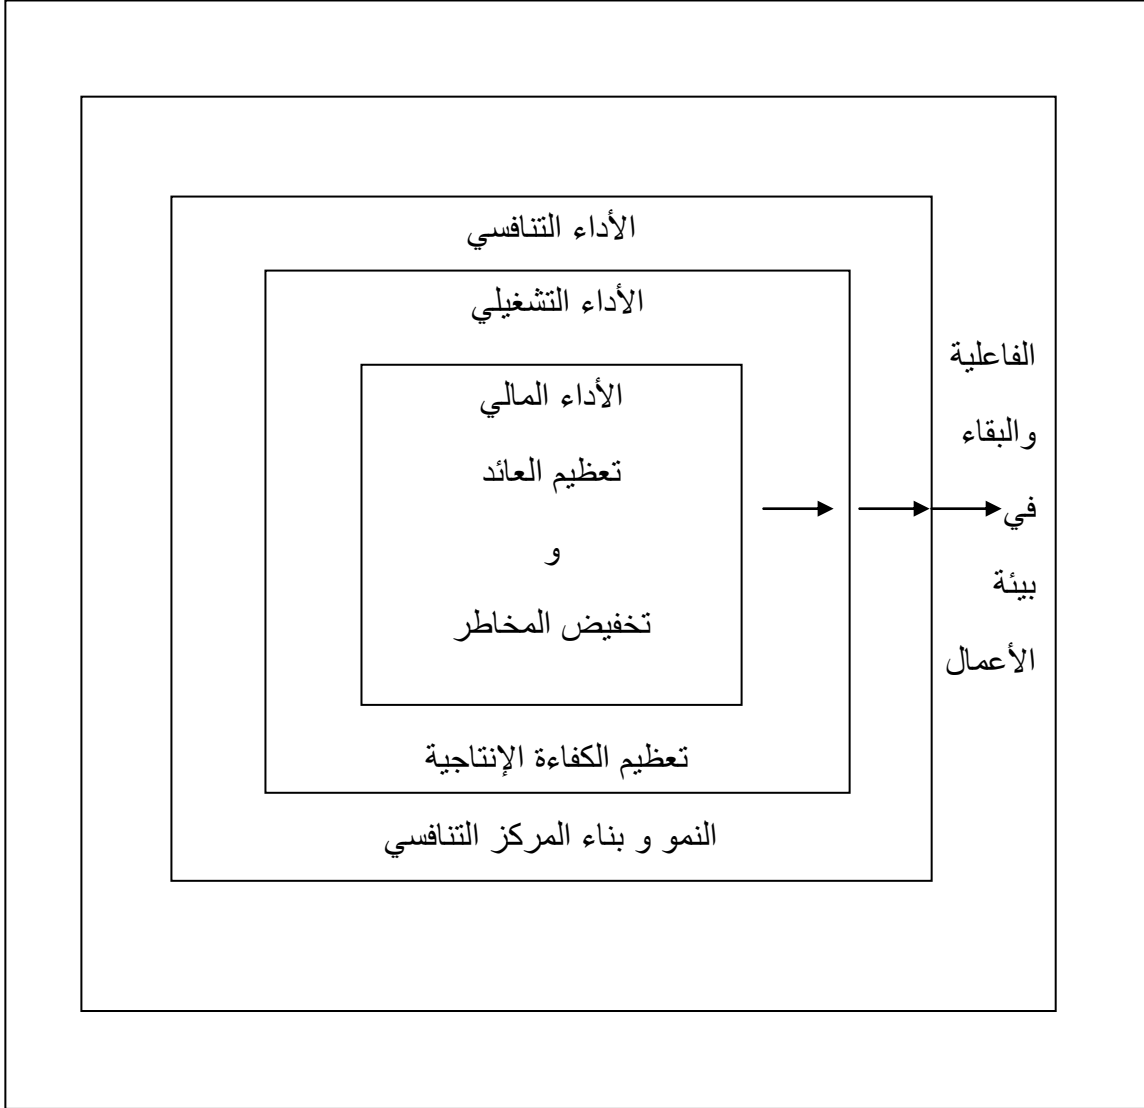 الأداء التنافسي
الأداء التشغيلي
الأداء المالي
تعظيم العائد
و
تخفيض المخاطر
تعظيم الكفاءة الإنتاجية
النمو و بناء المركز التنافسي
الفاعلية
والبقاء
في
بيئة
الأعمال